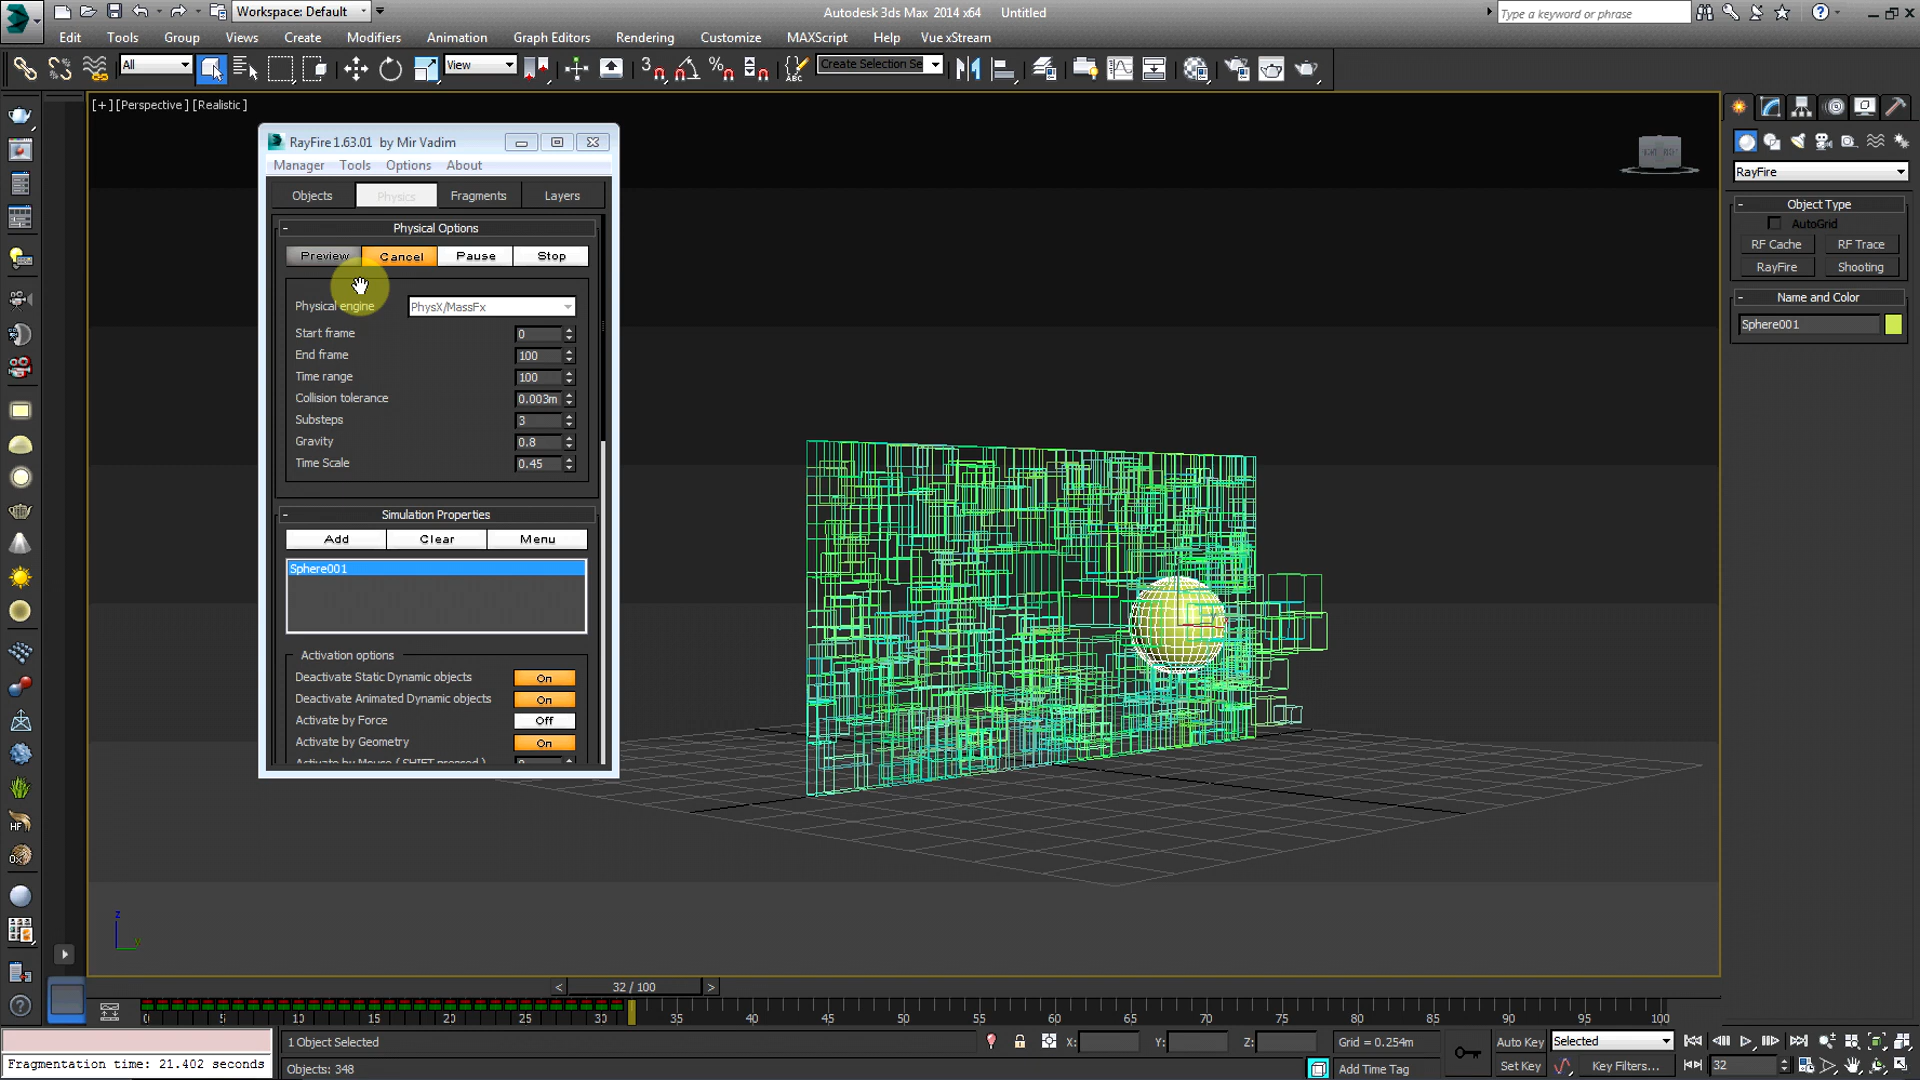 Workspace: Default
Autodesk 3ds Max 2014 x64 Untitled
Type a keyword or phrase
Edit Tools Group Views Create Modifiers Animation Graph Editors Rendering Customize MAXScript Help Vue xStream
All
View
Create Selection Se
[+] [Perspective] [Realistic]
RayFire 1.63.01 by Mir Vadim
Manager Tools Options About
Objects Physics Fragments Layers
- Physical Options
Preview Cancel Pause Stop
Physical engine PhysX/MassFx
Start frame 0
End frame 100
Time range 100
Collision tolerance 0.003m
Substeps 3
Gravity 0.8
Time Scale 0.45
- Simulation Properties
Add Clear Menu
Sphere001
Activation options
Deactivate Static Dynamic objects On
Deactivate Animated Dynamic objects On
Activate by Force Off
Activate by Geometry On
Activate by Mouse ( SHIFT pressed )
RayFire
- Object Type
AutoGrid
RF Cache RF Trace
RayFire Shooting
- Name and Color
Sphere001
z
< 32 / 100 >
0 5 10 15 20 25 30 35 40 45 50 55 60 65 70 75 80 85 90 95 100
1 Object Selected
X: Y: Z: Grid = 0.254m
Auto Key Selected
Fragmentation time: 21.402 seconds
Objects: 348
Add Time Tag
Set Key Key Filters...
32